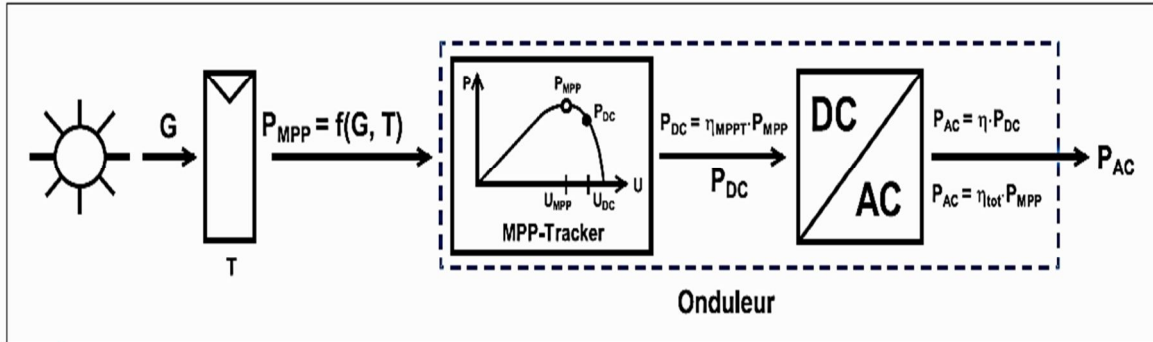 G
T
P_MPP = f(G, T)
P
P_MPP
P_DC
U_MPP
U_DC
U
MPP-Tracker
P_DC = η_MPPT·P_MPP
P_DC
DC
AC
P_AC = η·P_DC
P_AC = η_tot·P_MPP
P_AC
Onduleur